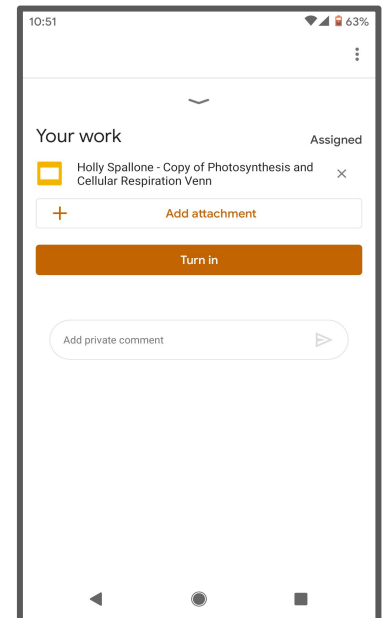 10:51
63%
Your work
Assigned
Holly Spallone - Copy of Photosynthesis and
Cellular Respiration Venn
Add attachment
Turn in
Add private comment